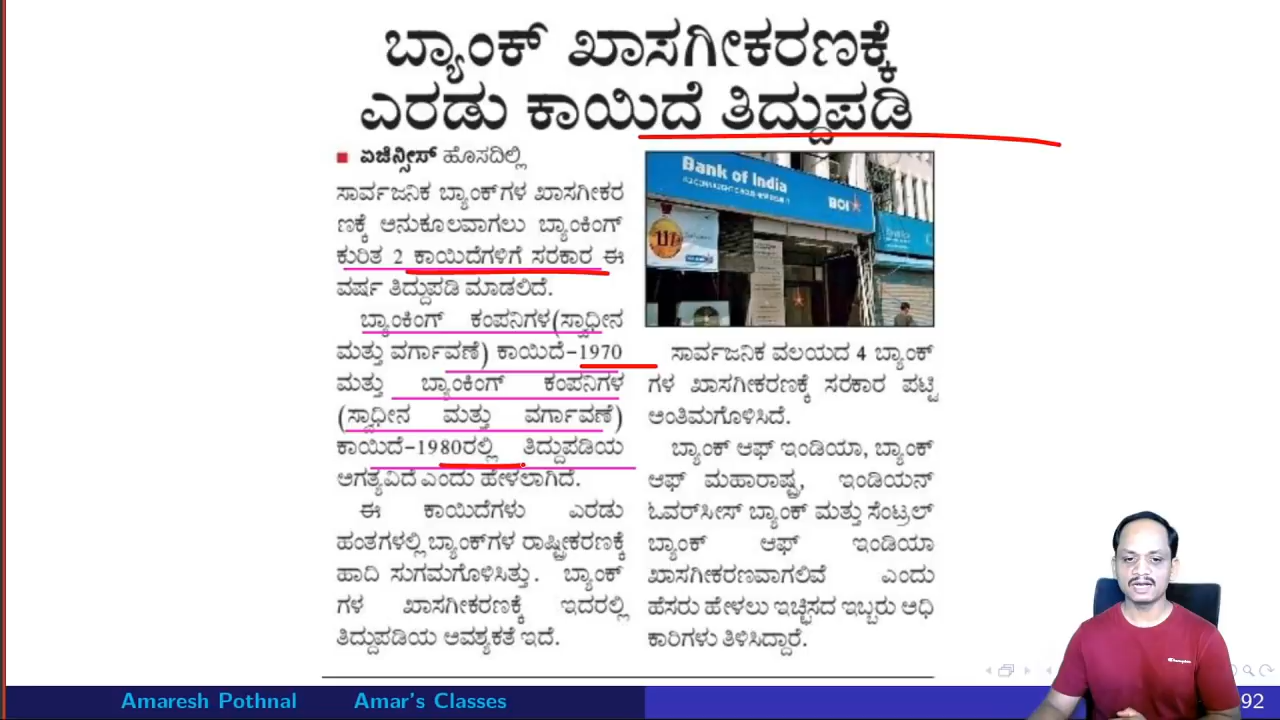 ಬ್ಯಾಂಕ್ ಖಾಸಗೀಕರಣಕ್ಕೆ
ಎರಡು ಕಾಯಿದೆ ತಿದ್ದುಪಡಿ
■ ಏಜೆನ್ಸೀಸ್ ಹೊಸದಿಲ್ಲಿ
ಸಾರ್ವಜನಿಕ ಬ್ಯಾಂಕ್‌ಗಳ ಖಾಸಗೀಕರ
ಣಕ್ಕೆ ಅನುಕೂಲವಾಗಲು ಬ್ಯಾಂಕಿಂಗ್
ಕುರಿತ 2 ಕಾಯಿದೆಗಳಿಗೆ ಸರಕಾರ ಈ
ವರ್ಷ ತಿದ್ದುಪಡಿ ಮಾಡಲಿದೆ.
ಬ್ಯಾಂಕಿಂಗ್ ಕಂಪನಿಗಳ(ಸ್ವಾಧೀನ
ಮತ್ತು ವರ್ಗಾವಣೆ) ಕಾಯಿದೆ-1970
ಮತ್ತು ಬ್ಯಾಂಕಿಂಗ್ ಕಂಪನಿಗಳ
(ಸ್ವಾಧೀನ ಮತ್ತು ವರ್ಗಾವಣೆ)
ಕಾಯಿದೆ-1980ರಲ್ಲಿ ತಿದ್ದುಪಡಿಯ
ಅಗತ್ಯವಿದೆ ಎಂದು ಹೇಳಲಾಗಿದೆ.
ಈ ಕಾಯಿದೆಗಳು ಎರಡು
ಹಂತಗಳಲ್ಲಿ ಬ್ಯಾಂಕ್‌ಗಳ ರಾಷ್ಟ್ರೀಕರಣಕ್ಕೆ
ಹಾದಿ ಸುಗಮಗೊಳಿಸಿತ್ತು. ಬ್ಯಾಂಕ್
ಗಳ ಖಾಸಗೀಕರಣಕ್ಕೆ ಇದರಲ್ಲಿ
ತಿದ್ದುಪಡಿಯ ಅವಶ್ಯಕತೆ ಇದೆ.
Bank of India
BOI
ಸಾರ್ವಜನಿಕ ವಲಯದ 4 ಬ್ಯಾಂಕ್
ಗಳ ಖಾಸಗೀಕರಣಕ್ಕೆ ಸರಕಾರ ಪಟ್ಟಿ
ಅಂತಿಮಗೊಳಿಸಿದೆ.
ಬ್ಯಾಂಕ್ ಆಫ್ ಇಂಡಿಯಾ, ಬ್ಯಾಂಕ್
ಆಫ್ ಮಹಾರಾಷ್ಟ್ರ, ಇಂಡಿಯನ್
ಓವರ್‌ಸೀಸ್ ಬ್ಯಾಂಕ್ ಮತ್ತು ಸೆಂಟ್ರಲ್
ಬ್ಯಾಂಕ್ ಆಫ್ ಇಂಡಿಯಾ
ಖಾಸಗೀಕರಣವಾಗಲಿವೆ ಎಂದು
ಹೆಸರು ಹೇಳಲು ಇಚ್ಛಿಸದ ಇಬ್ಬರು ಅಧಿ
ಕಾರಿಗಳು ತಿಳಿಸಿದ್ದಾರೆ.
Amaresh Pothnal Amar's Classes
92